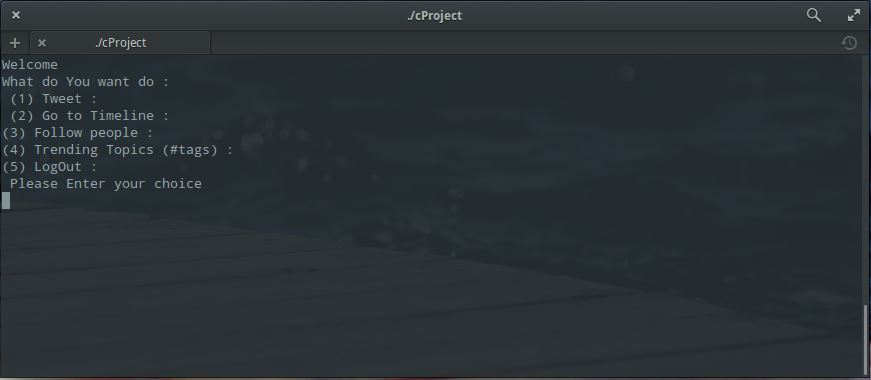 ./cProject
./cProject
Welcome
What do You want do :
 (1) Tweet :
 (2) Go to Timeline :
(3) Follow people :
(4) Trending Topics (#tags) :
(5) LogOut :
 Please Enter your choice